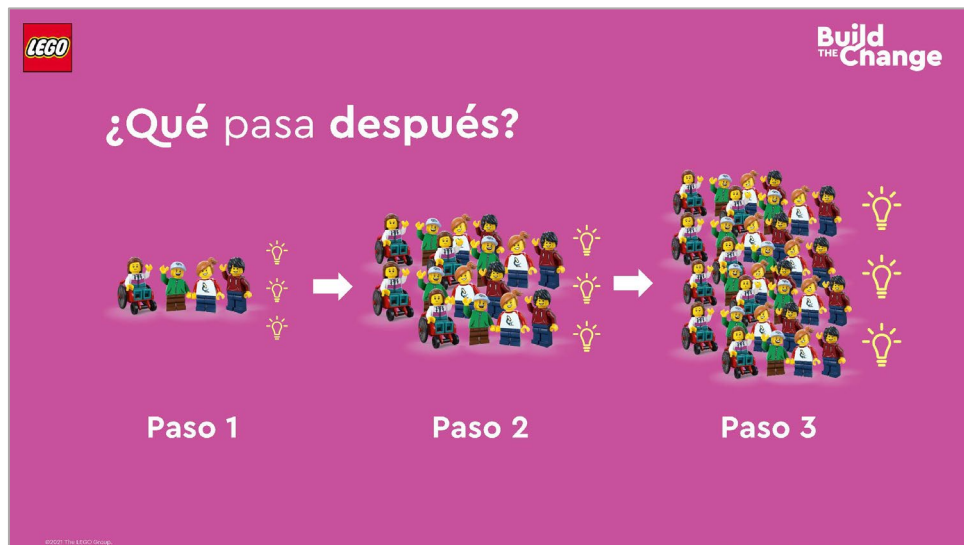 LEGO
Build
THE Change
¿Qué pasa después?
Paso 1
Paso 2
Paso 3
©2021 The LEGO Group.